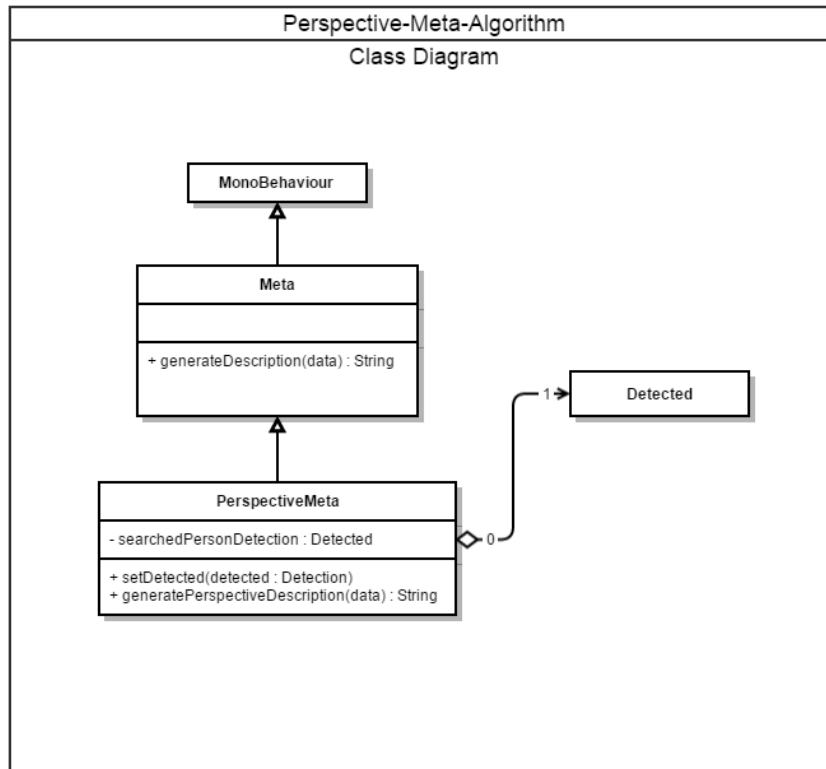 Perspective-Meta-Algorithm
Class Diagram
MonoBehaviour
Meta
+ generateDescription(data) : String
1
Detected
PerspectiveMeta
- searchedPersonDetection : Detected
0
+ setDetected(detected : Detection)
+ generatePerspectiveDescription(data) : String